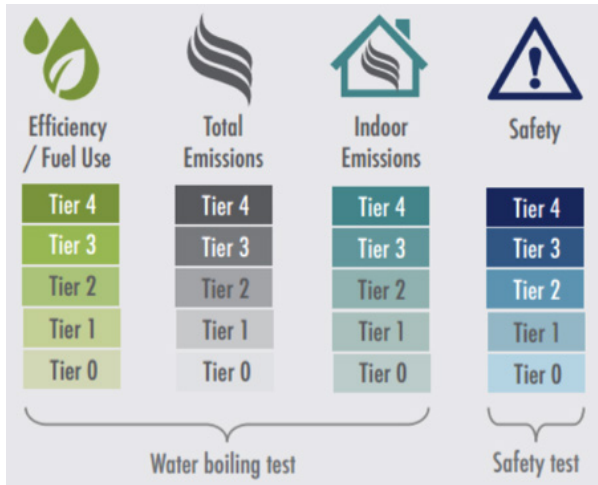 Efficiency
/ Fuel Use
Total
Emissions
Indoor
Emissions
Safety
Tier 4
Tier 3
Tier 2
Tier 1
Tier 0
Tier 4
Tier 3
Tier 2
Tier 1
Tier 0
Tier 4
Tier 3
Tier 2
Tier 1
Tier 0
Tier 4
Tier 3
Tier 2
Tier 1
Tier 0
Water boiling test
Safety test